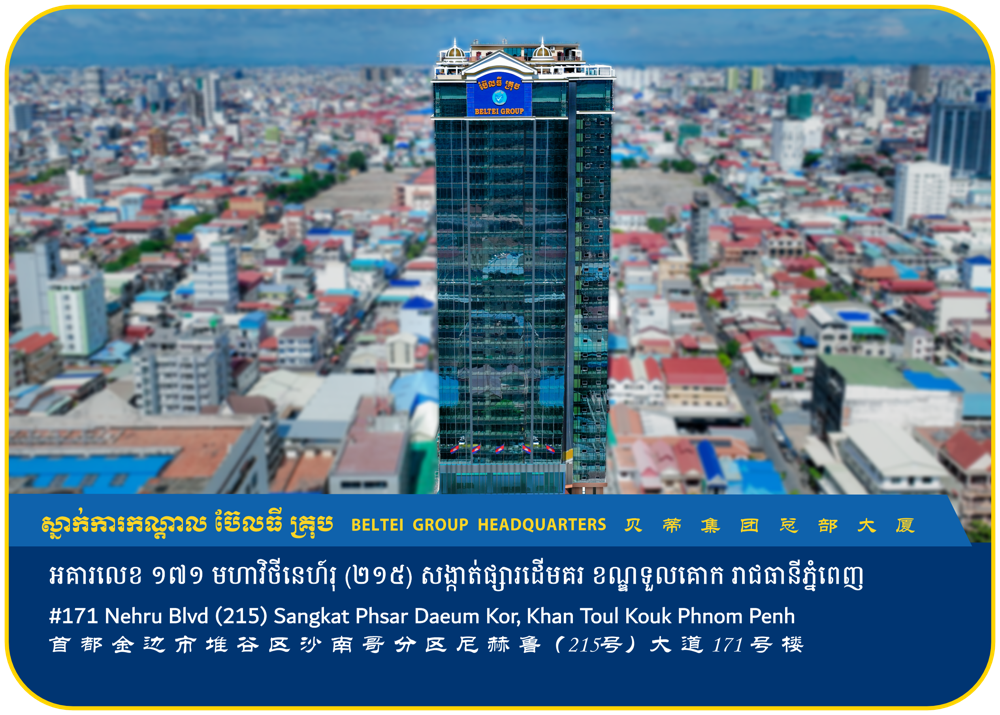 ប៊ែលធី គ្រុប
BELTEI GROUP
ស្នាក់ការកណ្តាល ប៊ែលធី គ្រុប BELTEI GROUP HEADQUARTERS 贝蒂集团总部大厦
អគារលេខ ១៧១ មហាវិថីនេហ៍រុ (២១៥) សង្កាត់ផ្សារដើមគរ ខណ្ឌទួលគោក រាជធានីភ្នំពេញ
#171 Nehru Blvd (215) Sangkat Phsar Daeum Kor, Khan Toul Kouk Phnom Penh
首都金边市堆谷区沙南哥分区尼赫鲁（215号）大道171号楼